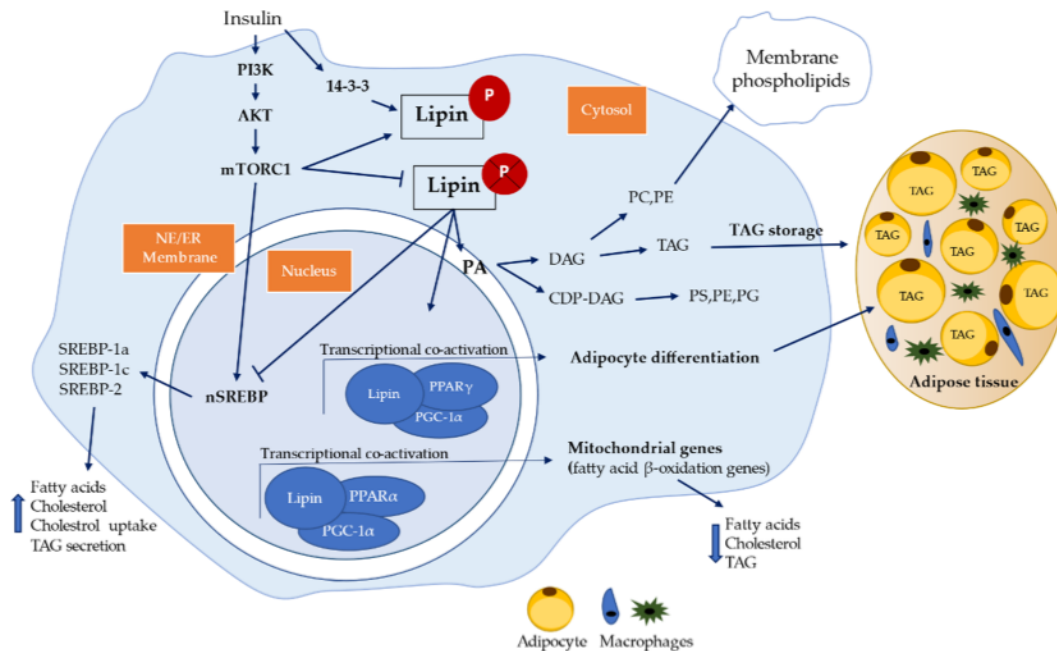 Insulin
PI3K
AKT
mTORC1
14-3-3
Lipin
P
Lipin
P
Cytosol
Membrane
phospholipids
NE/ER
Membrane
Nucleus
PA
DAG
CDP-DAG
PC,PE
TAG
PS,PE,PG
TAG storage
TAG
TAG
TAG
TAG
TAG
TAG
TAG
TAG
Adipose tissue
Transcriptional co-activation
Lipin
PPARγ
PGC-1α
Adipocyte differentiation
SREBP-1a
SREBP-1c
SREBP-2
nSREBP
Transcriptional co-activation
Lipin
PPARα
PGC-1α
Mitochondrial genes
(fatty acid β-oxidation genes)
Fatty acids
Cholesterol
Cholestrol uptake
TAG secretion
Fatty acids
Cholesterol
TAG
Adipocyte
Macrophages